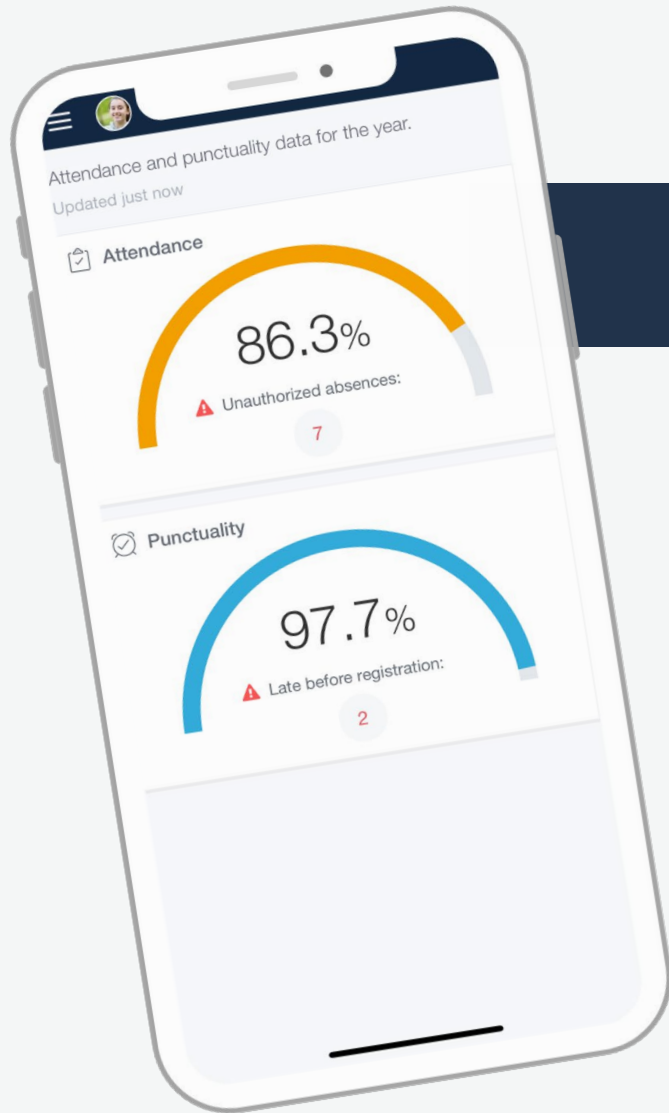 Attendance and punctuality data for the year.
Updated just now
Attendance
86.3%
Unauthorized absences:
7
Punctuality
97.7%
Late before registration:
2